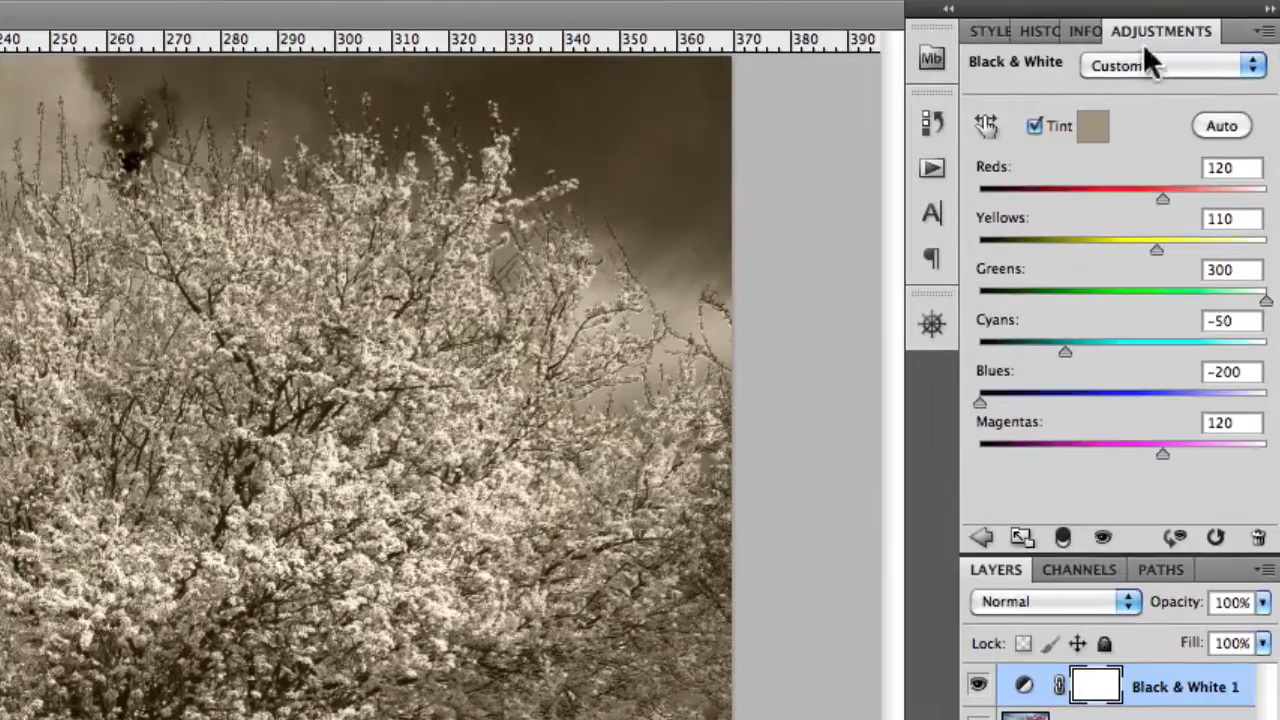 STYLE HISTO INFO ADJUSTMENTS
240 250 260 270 280 290 300 310 320 330 340 350 360 370 380 390
Mb
Black & White Custom
Tint Auto
Reds: 120
Yellows: 110
A
¶
Greens: 300
Cyans: -50
Blues: -200
Magentas: 120
LAYERS CHANNELS PATHS
Normal Opacity: 100%
Lock: Fill: 100%
Black & White 1